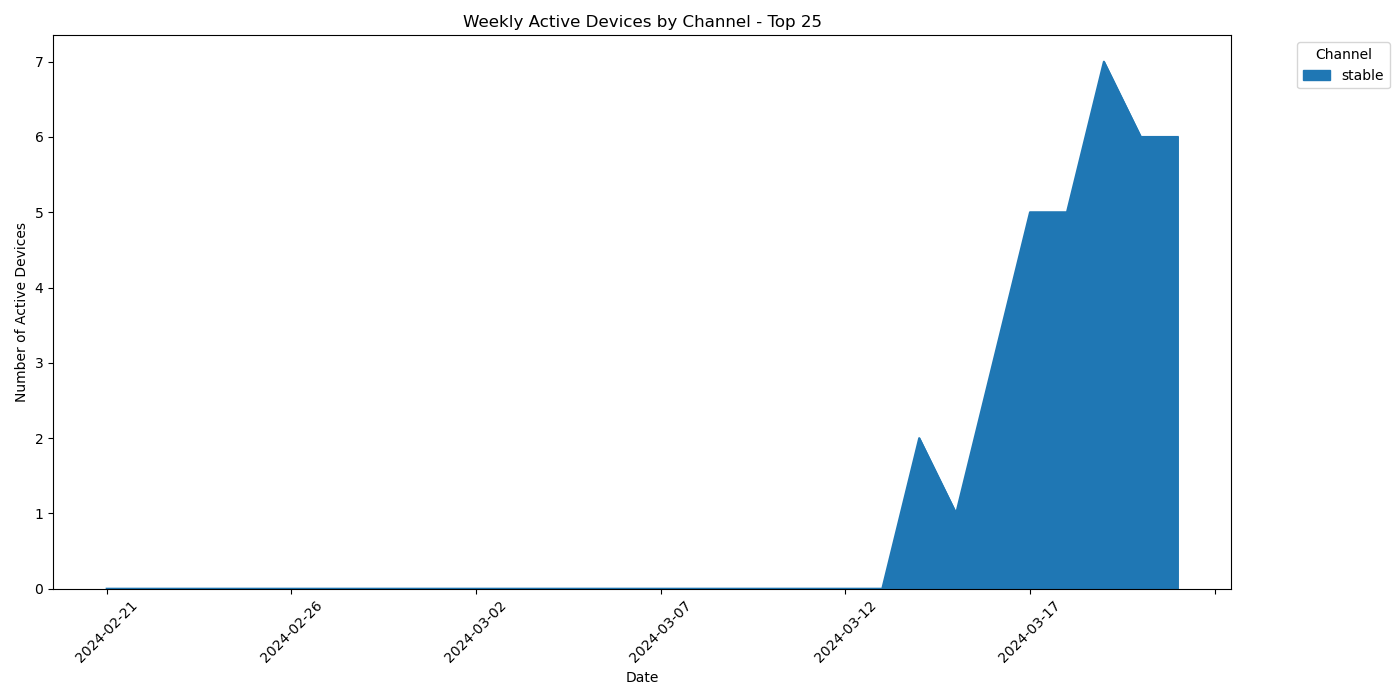 Weekly Active Devices by Channel - Top 25
Channel
stable
Number of Active Devices
7
6
5
4
3
2
1
0
2024-02-21
2024-02-26
2024-03-02
2024-03-07
2024-03-12
2024-03-17
Date